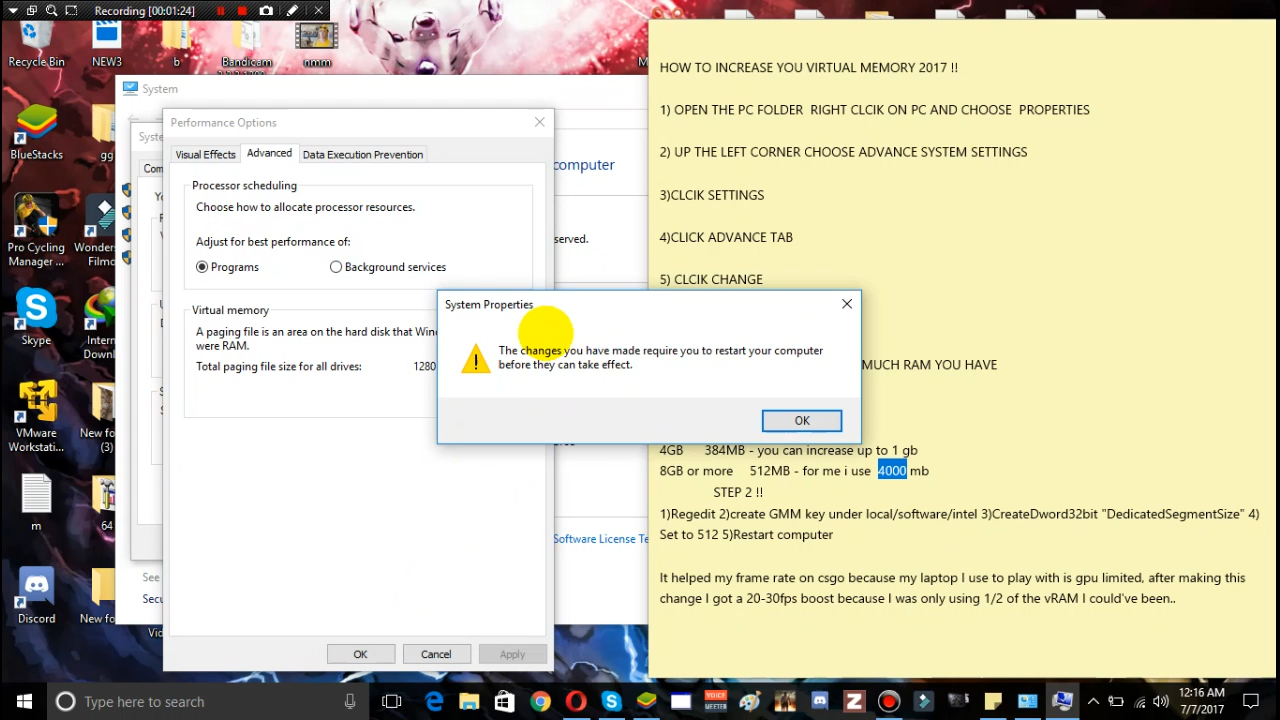 Recording [00:01:24]
Recycle Bin
NEW3
b
Bandicam
nmm
BlueStacks
gg
Pro Cycling
Manager ...
Wonders
Filmo
Skype
Intern
Downl
VMware
Workstati...
New fo
(3)
m
64
Discord
New fo
System
Performance Options
Visual Effects
Advanced
Data Execution Prevention
Processor scheduling
Choose how to allocate processor resources.
Adjust for best performance of:
Programs
Background services
Virtual memory
A paging file is an area on the hard disk that Win
were RAM.
Total paging file size for all drives:
1280
OK
Cancel
Apply
Syste
Com
computer
served.
Software License Te
See
Secu
System Properties
The changes you have made require you to restart your computer
before they can take effect.
OK
HOW TO INCREASE YOU VIRTUAL MEMORY 2017 !!
1) OPEN THE PC FOLDER RIGHT CLCIK ON PC AND CHOOSE PROPERTIES
2) UP THE LEFT CORNER CHOOSE ADVANCE SYSTEM SETTINGS
3)CLCIK SETTINGS
4)CLICK ADVANCE TAB
5) CLCIK CHANGE
MUCH RAM YOU HAVE
4GB 384MB - you can increase up to 1 gb
8GB or more 512MB - for me i use 4000 mb
STEP 2 !!
1)Regedit 2)create GMM key under local/software/intel 3)CreateDword32bit "DedicatedSegmentSize" 4)
Set to 512 5)Restart computer
It helped my frame rate on csgo because my laptop I use to play with is gpu limited, after making this
change I got a 20-30fps boost because I was only using 1/2 of the vRAM I could've been..
Type here to search
VOICE
MEETER
12:16 AM
7/7/2017